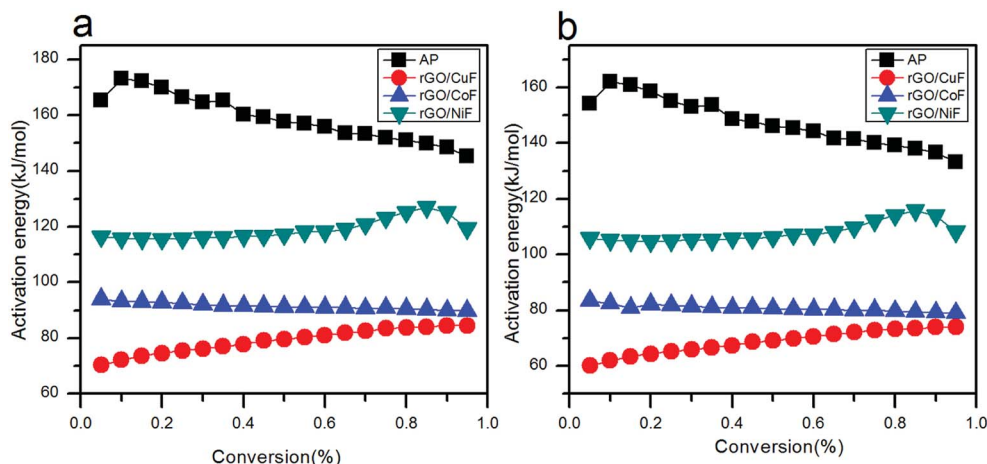 a
AP
rGO/CuF
rGO/CoF
rGO/NiF
180
160
140
120
100
80
60
0.0 0.2 0.4 0.6 0.8 1.0
Activation energy(kJ/mol)
Conversion(%)
b
AP
rGO/CuF
rGO/CoF
rGO/NiF
160
140
120
100
80
60
0.0 0.2 0.4 0.6 0.8 1.0
Activation energy(kJ/mol)
Conversion(%)